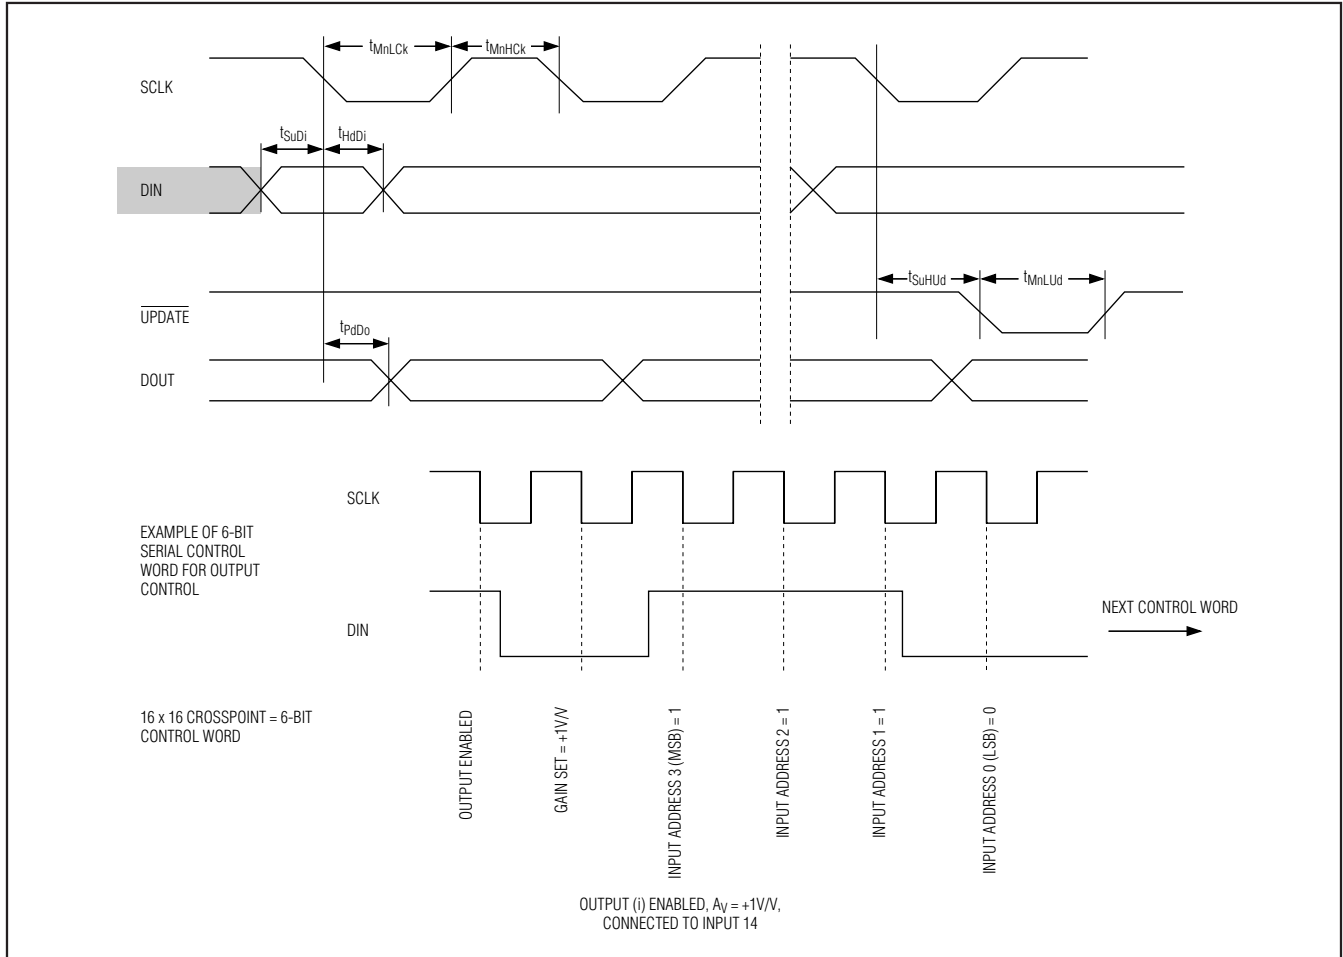 tMnLCk
tMnHCk
SCLK
tSuDi
tHdDi
DIN
tSuHUd
tMnLUd
UPDATE
tPdDo
DOUT
SCLK
EXAMPLE OF 6-BIT
SERIAL CONTROL
WORD FOR OUTPUT
CONTROL
DIN
NEXT CONTROL WORD
16 x 16 CROSSPOINT = 6-BIT
CONTROL WORD
OUTPUT ENABLED
GAIN SET = +1V/V
INPUT ADDRESS 3 (MSB) = 1
INPUT ADDRESS 2 = 1
INPUT ADDRESS 1 = 1
INPUT ADDRESS 0 (LSB) = 0
OUTPUT (i) ENABLED, AV = +1V/V,
CONNECTED TO INPUT 14